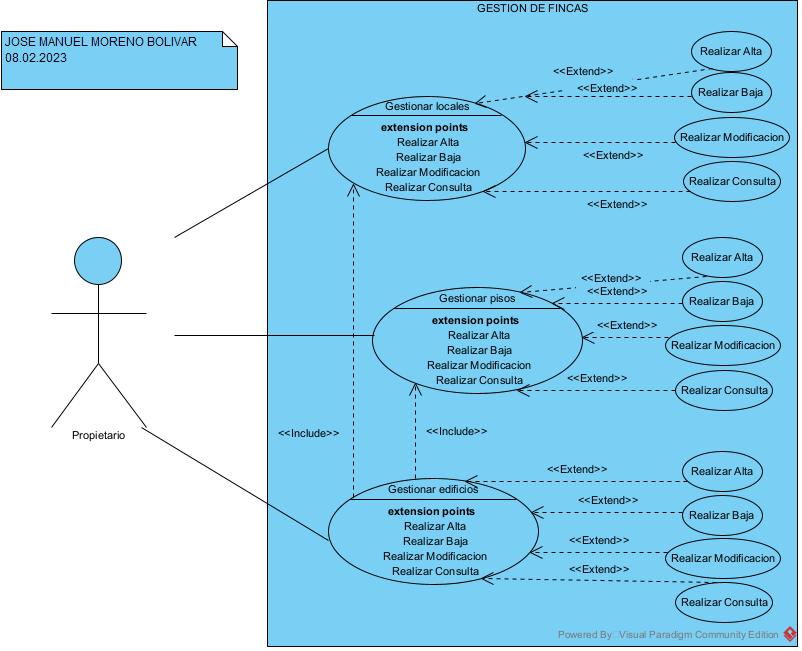 GESTION DE FINCAS
JOSE MANUEL MORENO BOLIVAR
08.02.2023
Gestionar locales
extension points
Realizar Alta
Realizar Baja
Realizar Modificacion
Realizar Consulta
<<Extend>>
Realizar Alta
<<Extend>>
Realizar Baja
<<Extend>>
Realizar Modificacion
<<Extend>>
Realizar Consulta
Gestionar pisos
extension points
Realizar Alta
Realizar Baja
Realizar Modificacion
Realizar Consulta
<<Extend>>
Realizar Alta
<<Extend>>
Realizar Baja
<<Extend>>
Realizar Modificacion
<<Extend>>
Realizar Consulta
Propietario
<<Include>>
<<Include>>
Gestionar edificios
extension points
Realizar Alta
Realizar Baja
Realizar Modificacion
Realizar Consulta
<<Extend>>
Realizar Alta
<<Extend>>
Realizar Baja
<<Extend>>
Realizar Modificacion
<<Extend>>
Realizar Consulta
Powered By Visual Paradigm Community Edition